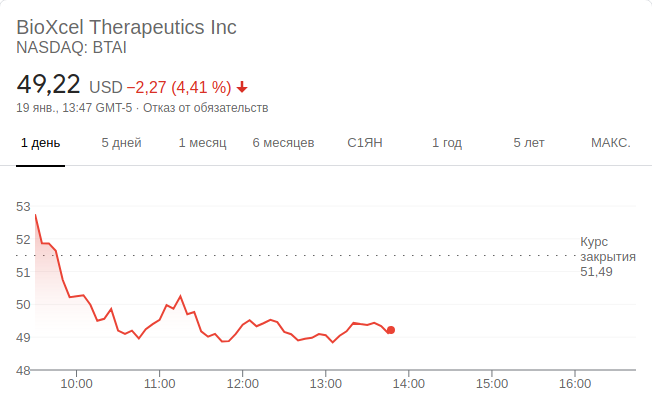 BioXcel Therapeutics Inc
NASDAQ: BTAI
49,22 USD −2,27 (4,41 %)
19 янв., 13:47 GMT-5 · Отказ от обязательств
1 день 5 дней 1 месяц 6 месяцев С1ЯН 1 год 5 лет МАКС.
53
52
51
50
49
48
Курс
закрытия
51,49
10:00 11:00 12:00 13:00 14:00 15:00 16:00